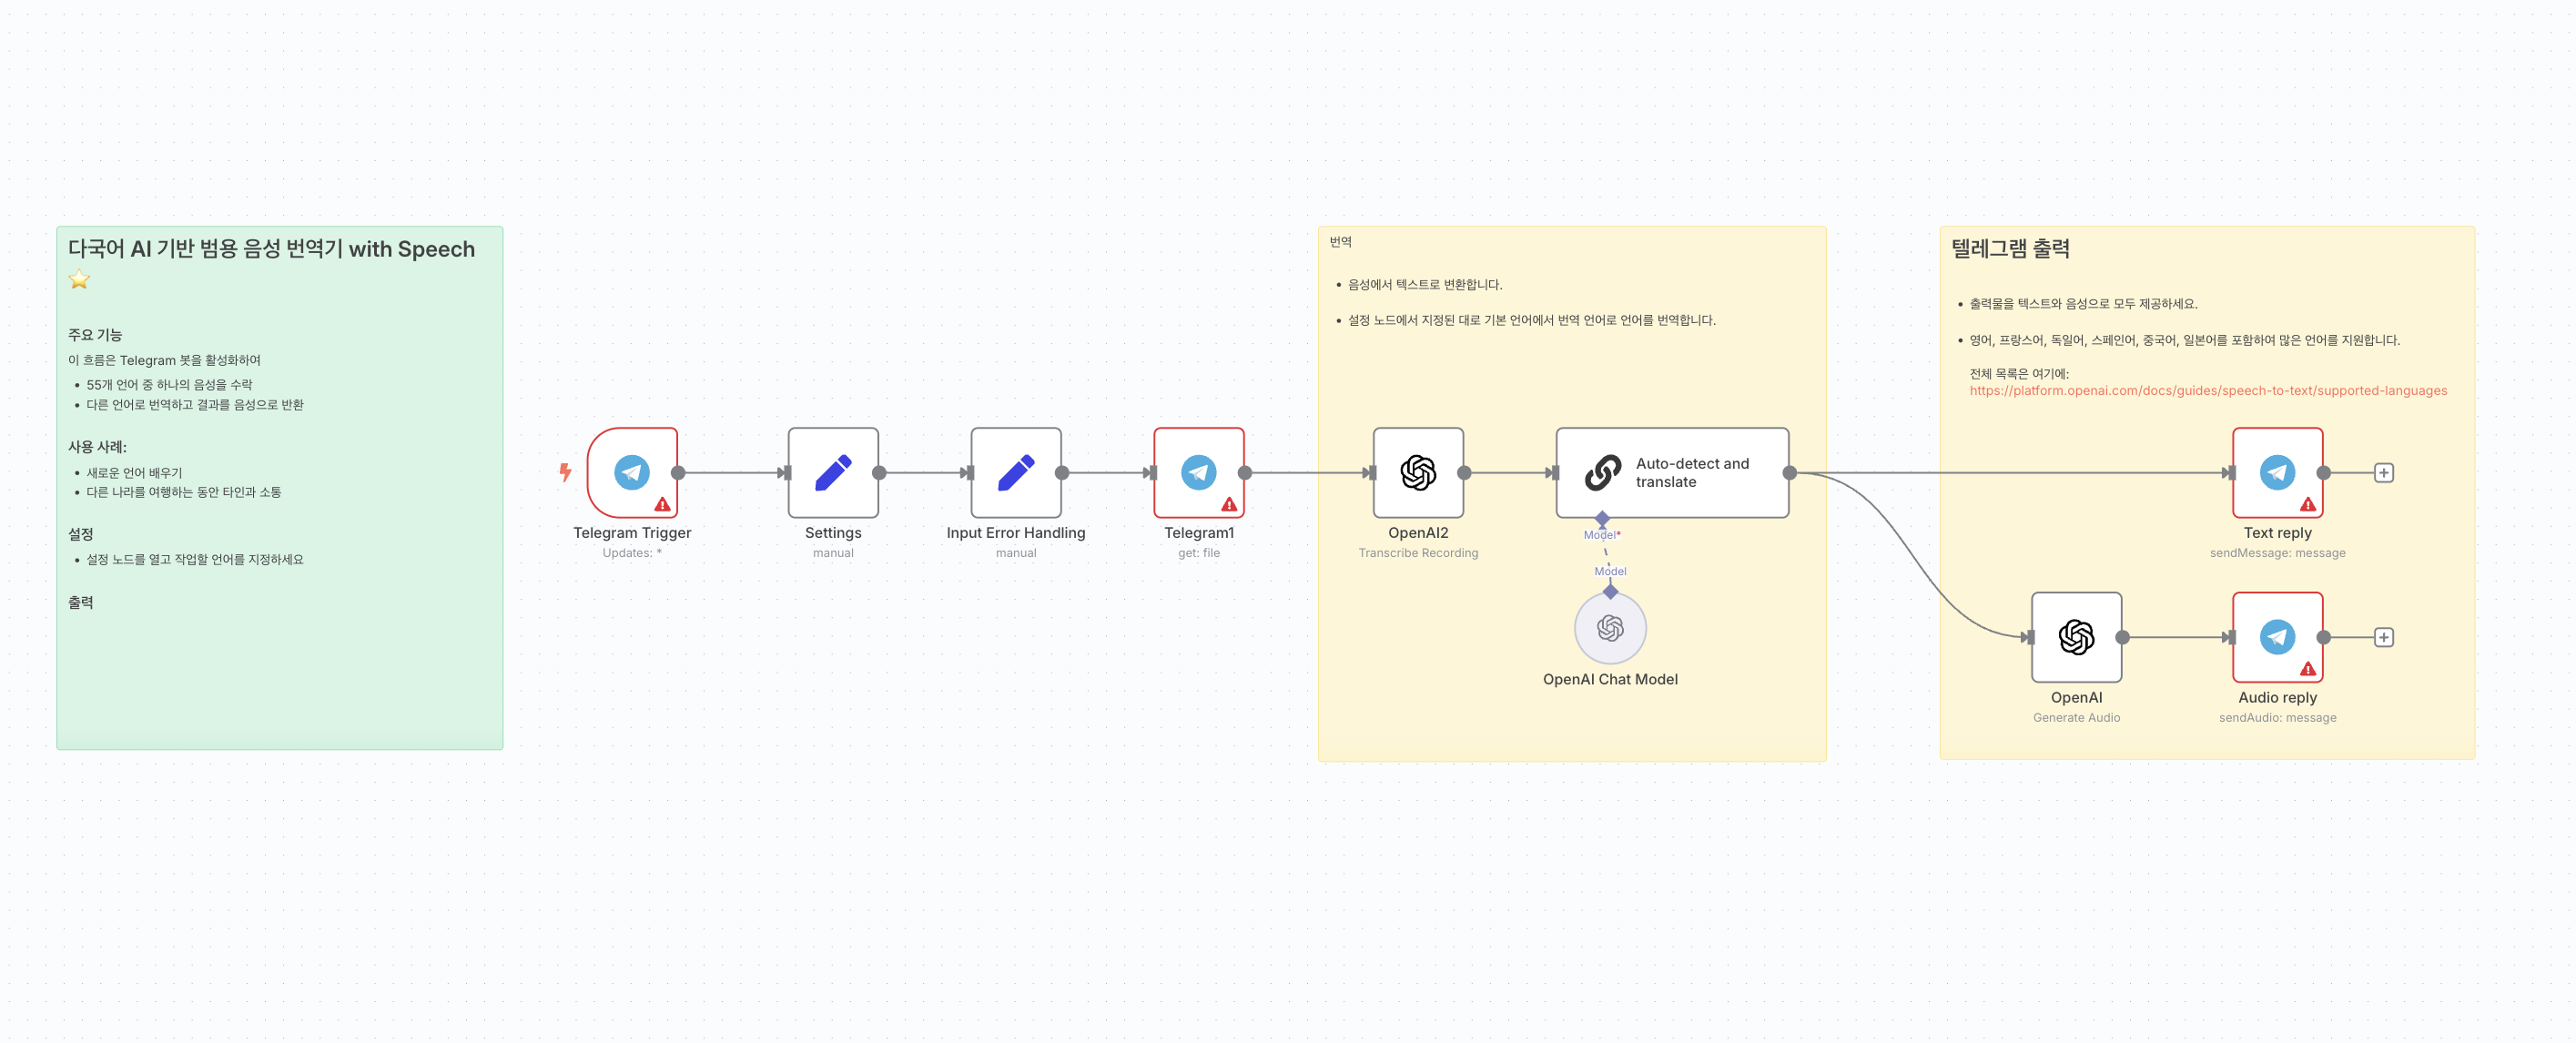 다국어 AI 기반 범용 음성 번역기 with Speech
⭐
주요 기능
이 흐름은 Telegram 봇을 활성화하여
• 55개 언어 중 하나의 음성을 수락
• 다른 언어로 번역하고 결과를 음성으로 반환
사용 사례:
• 새로운 언어 배우기
• 다른 나라를 여행하는 동안 타인과 소통
설정
• 설정 노드를 열고 작업할 언어를 지정하세요
출력
Telegram Trigger
Updates: *
Settings
manual
Input Error Handling
manual
Telegram1
get: file
번역
• 음성에서 텍스트로 변환합니다.
• 설정 노드에서 지정된 대로 기본 언어에서 번역 언어로 언어를 번역합니다.
OpenAI2
Transcribe Recording
Auto-detect and
translate
Model*
Model
OpenAI Chat Model
텔레그램 출력
• 출력물을 텍스트와 음성으로 모두 제공하세요.
• 영어, 프랑스어, 독일어, 스페인어, 중국어, 일본어를 포함하여 많은 언어를 지원합니다.
전체 목록은 여기에:
https://platform.openai.com/docs/guides/speech-to-text/supported-languages
Text reply
sendMessage: message
OpenAI
Generate Audio
Audio reply
sendAudio: message